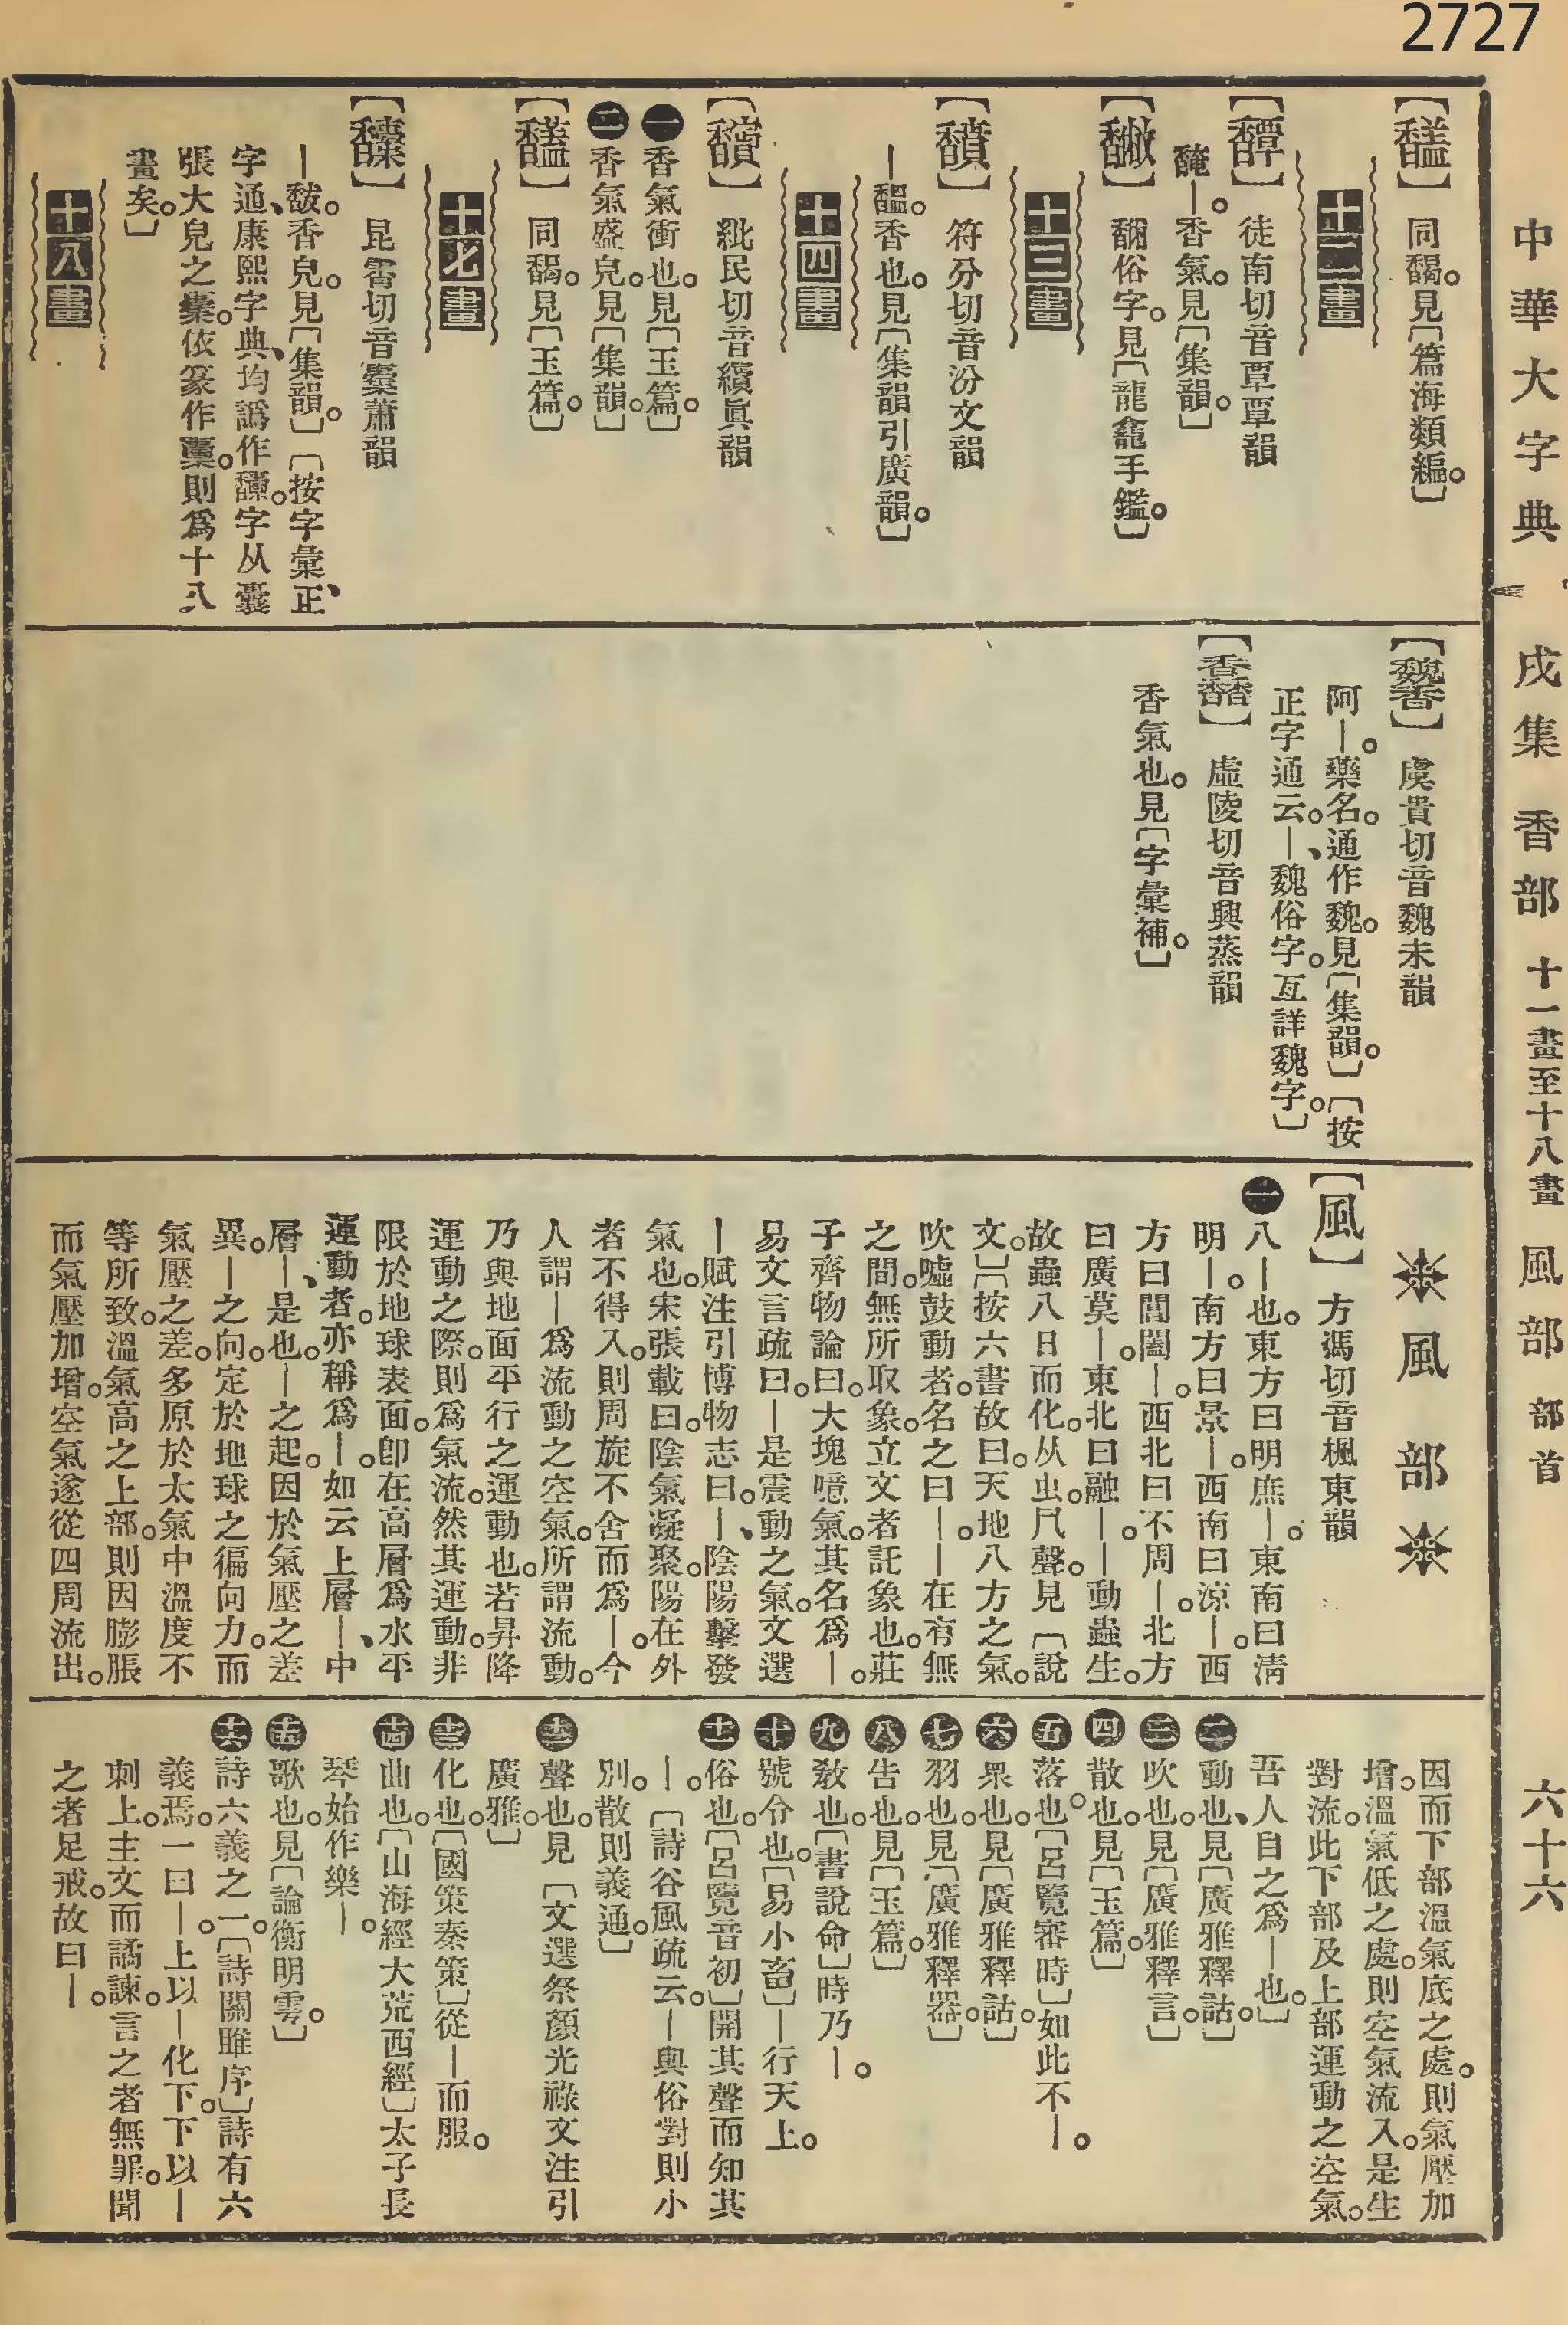 2727
中華大字典　戌集　香部　十一畫至十八畫　風部　部首　六十六
同馤。見〔篇海類編。〕
十二畫
徒南切音覃覃韻
馣—。香氣。見〔集韻。〕
俗字。見〔龍龕手鑑。〕
十三畫
【馩】符分切音汾文韻
—馧。香也。見〔集韻引廣韻。〕
十四畫
紕民切音繽眞韻
㊀香氣衝也。見〔玉篇。〕
㊁香氣盛皃。見〔集韻。〕
同馤。見〔玉篇。〕
十七畫
昆霄切音 蕭韻
—馛。香皃。見〔集韻。〕〔按字彙、正
字通、康熙字典、均譌作 。字从囊
張大皃之 。依篆作 。則爲十八
畫矣。〕
十八畫
虞貴切音魏未韻
阿—。藥名。通作魏。見〔集韻。〕〔按
正字通云。—、魏俗字。互詳魏字。〕
虛陵切音興蒸韻
香氣也。見〔字彙補。〕
風部
【風】方馮切音楓東韻
㊀八—也。東方曰明庶—。東南曰淸
明—。南方曰景—。西南曰涼—。西
方曰閶闔—。西北曰不周—。北方
曰廣莫—。東北曰融—。—動蟲生。
故蟲八日而化。从虫。凡聲。見〔說
文。〕〔按六書故曰。天地八方之氣。
吹噓鼓動者。名之曰—。—在有無
之間。無所取象。立文者託象也。莊
子齊物論曰。大塊噫氣。其名爲—。
易文言疏曰。—是震動之氣。文選
—賦注引博物志曰。—、陰陽擊發
氣也。宋張載曰。陰氣凝聚。陽在外
者不得入。則周旋不舍而爲—。今
人謂—爲流動之空氣。所謂流動。
乃與地面平行之運動也。若昇降
運動之際。則爲氣流。然其運動。非
限於地球表面。卽在高層爲水平
運動者。亦稱爲—。如云上層—、中
層—、是也。—之起。因於氣壓之差
異。—之向。定於地球之徧向力。而
氣壓之差。多原於太氣中溫度不
等所致。溫氣高之上部。則因膨脹
而氣壓加增。空氣遂從四周流出。
因而下部溫氣底之處。則氣壓加
增。溫氣低之處。則空氣流入。是生
對流。此下部及上部運動之空氣。
吾人目之爲—也。〕
㊁動也、見〔廣雅釋詁。〕
㊂吹也。見〔廣雅釋言。〕
㊃散也。見〔玉篇。〕
㊄落也。〔呂覽審時〕如此不—。
㊅眾也。見〔廣雅釋詁。〕
㊆羽也。見〔廣雅釋器。〕
㊇告也。見〔玉篇。〕
㊈敎也。〔書說命〕時乃—。
㊉號令也。〔易小畜〕—行天上。
⑪俗也。〔呂覽音初〕聞其聲而知其
—。〔詩谷風疏云。—與俗對則小
別。散則義通。〕
⑫聲也。見〔文選祭顏光祿文注引
廣雅〕
⑬化也。〔國策秦策〕從—而服。
⑭曲也。〔山海經大荒西經〕太子長
琴始作樂—。
⑮歌也。見〔論衡明雩。〕
⑯詩六義之一。〔詩關雎序。〕詩有六
義焉。一曰—。上以—化下。下以—
刺上。主文而譎諫。言之者無罪。聞
之者足戒。故曰—。